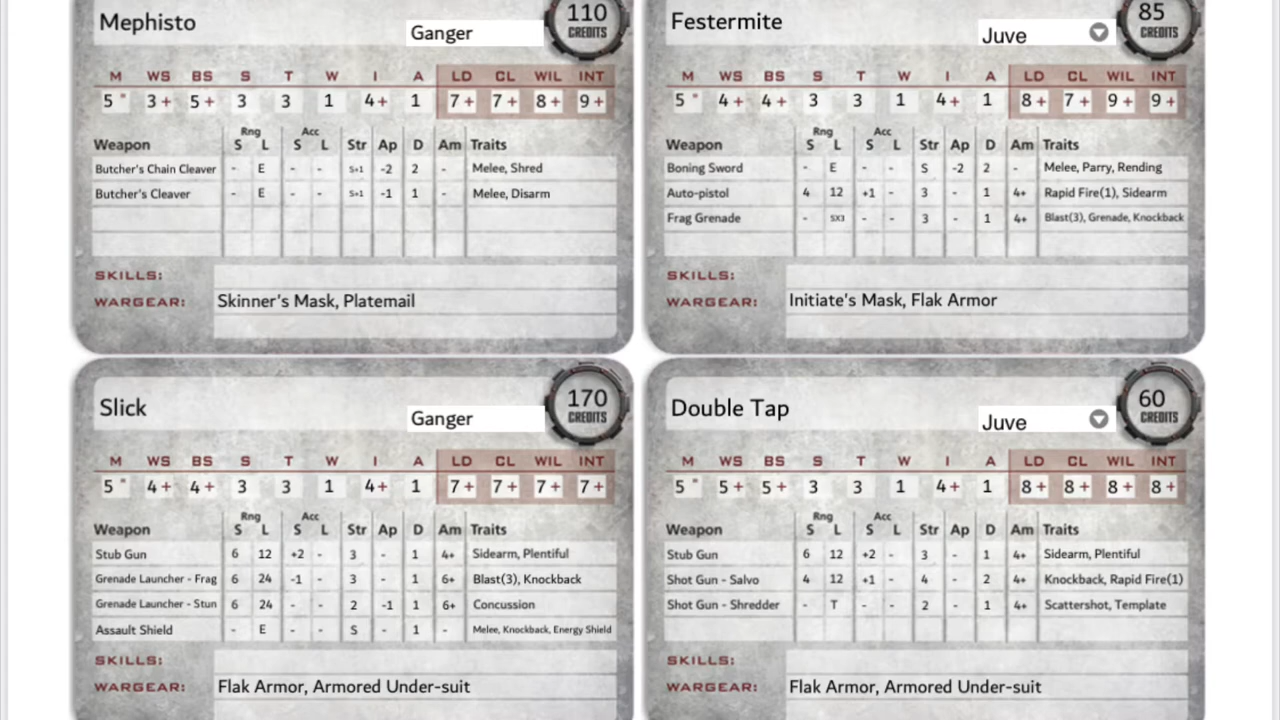 Mephisto Ganger 110 CREDITS
M WS BS S T W I A LD CL WIL INT
5 " 3 + 5 + 3 3 1 4 + 1 7 + 7 + 8 + 9 +
Rng Acc
Weapon S L S L Str Ap D Am Traits
Butcher's Chain Cleaver - E - - S+1 -2 2 - Melee, Shred
Butcher's Cleaver - E - - S+1 -1 1 - Melee, Disarm
SKILLS:
WARGEAR: Skinner's Mask, Platemail
Festermite Juve 85 CREDITS
M WS BS S T W I A LD CL WIL INT
5 " 4 + 4 + 3 3 1 4 + 1 8 + 7 + 9 + 9 +
Rng Acc
Weapon S L S L Str Ap D Am Traits
Boning Sword - E - - S -2 2 - Melee, Parry, Rending
Auto-pistol 4 12 +1 - 3 - 1 4+ Rapid Fire(1), Sidearm
Frag Grenade - SX3 - - 3 - 1 4+ Blast(3), Grenade, Knockback
SKILLS:
WARGEAR: Initiate's Mask, Flak Armor
Slick Ganger 170 CREDITS
M WS BS S T W I A LD CL WIL INT
5 " 4 + 4 + 3 3 1 4 + 1 7 + 7 + 7 + 7 +
Rng Acc
Weapon S L S L Str Ap D Am Traits
Stub Gun 6 12 +2 - 3 - 1 4+ Sidearm, Plentiful
Grenade Launcher - Frag 6 24 -1 - 3 - 1 6+ Blast(3), Knockback
Grenade Launcher - Stun 6 24 - - 2 -1 1 6+ Concussion
Assault Shield - E - - S - 1 - Melee, Knockback, Energy Shield
SKILLS:
WARGEAR: Flak Armor, Armored Under-suit
Double Tap Juve 60 CREDITS
M WS BS S T W I A LD CL WIL INT
5 " 5 + 5 + 3 3 1 4 + 1 8 + 8 + 8 + 8 +
Rng Acc
Weapon S L S L Str Ap D Am Traits
Stub Gun 6 12 +2 - 3 - 1 4+ Sidearm, Plentiful
Shot Gun - Salvo 4 12 +1 - 4 - 2 4+ Knockback, Rapid Fire(1)
Shot Gun - Shredder - T - - 2 - 1 4+ Scattershot, Template
SKILLS:
WARGEAR: Flak Armor, Armored Under-suit